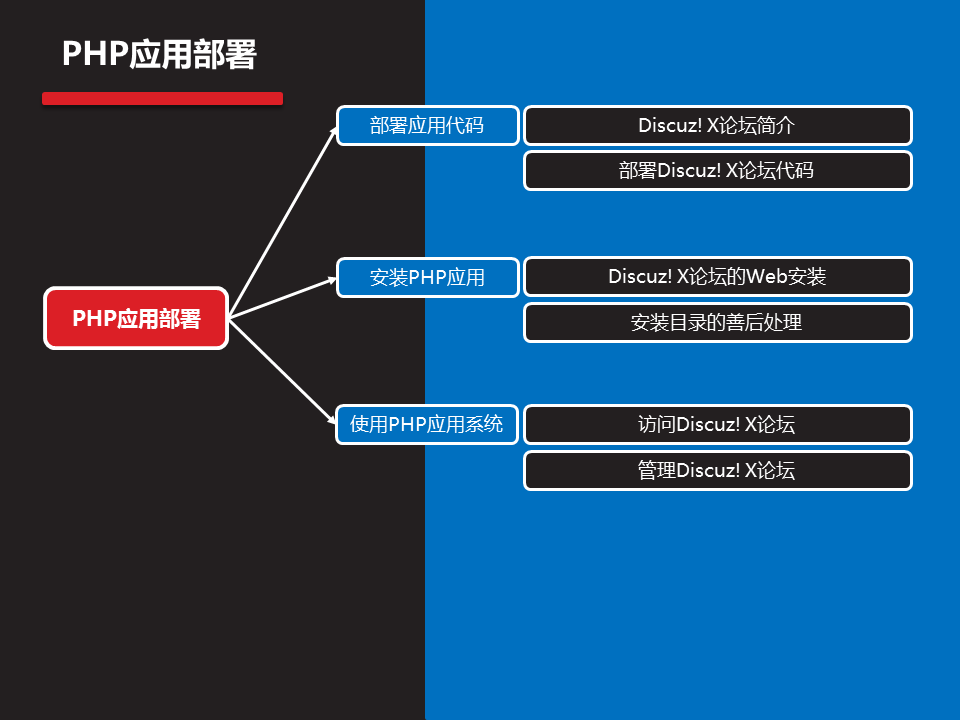 PHP应用部署
部署应用代码
Discuz! X论坛简介
部署Discuz! X论坛代码
PHP应用部署
安装PHP应用
Discuz! X论坛的Web安装
安装目录的善后处理
使用PHP应用系统
访问Discuz! X论坛
管理Discuz! X论坛